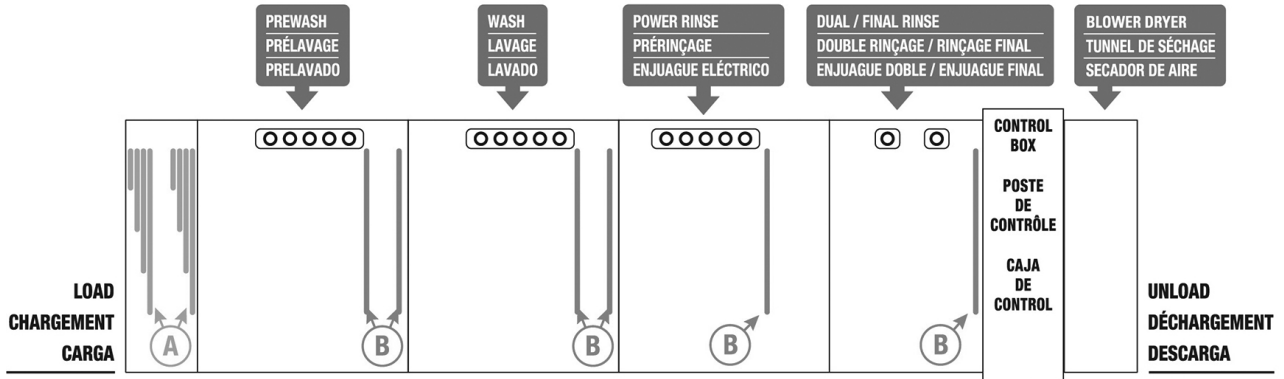 PREWASH
PRÉLAVAGE
PRELAVADO
WASH
LAVAGE
LAVADO
POWER RINSE
PRÉRINÇAGE
ENJUAGUE ELÉCTRICO
DUAL / FINAL RINSE
DOUBLE RINÇAGE / RINÇAGE FINAL
ENJUAGUE DOBLE / ENJUAGUE FINAL
BLOWER DRYER
TUNNEL DE SÉCHAGE
SECADOR DE AIRE
CONTROL
BOX
POSTE
DE
CONTRÔLE
CAJA
DE
CONTROL
LOAD
CHARGEMENT
CARGA
A
B
B
B
B
UNLOAD
DÉCHARGEMENT
DESCARGA